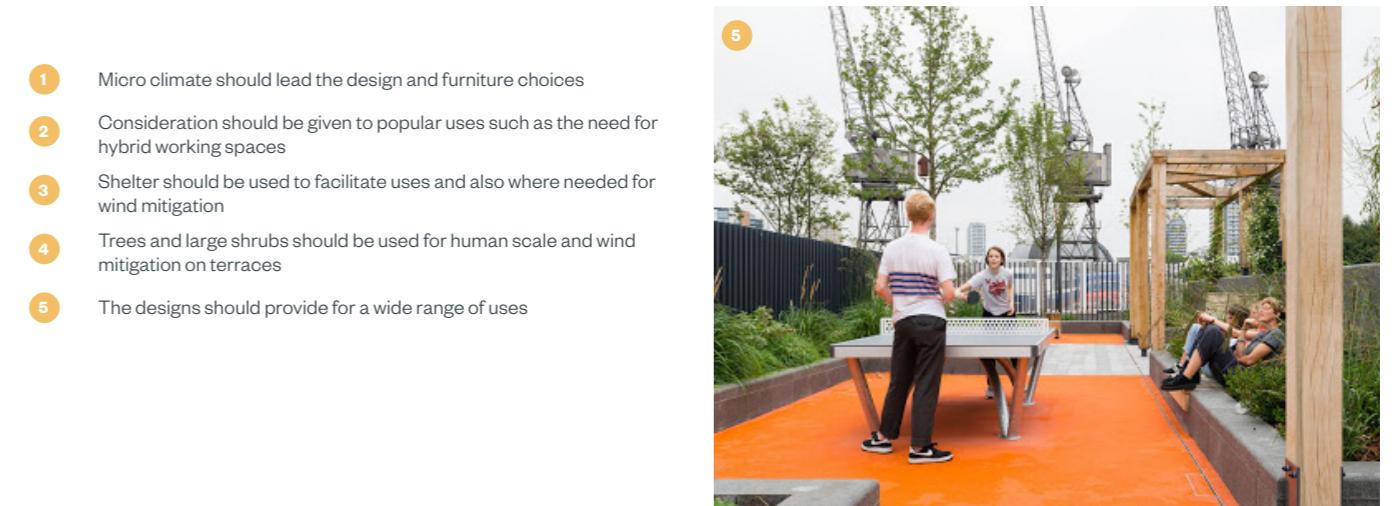 1 Micro climate should lead the design and furniture choices
2 Consideration should be given to popular uses such as the need for
hybrid working spaces
3 Shelter should be used to facilitate uses and also where needed for
wind mitigation
4 Trees and large shrubs should be used for human scale and wind
mitigation on terraces
5 The designs should provide for a wide range of uses
5